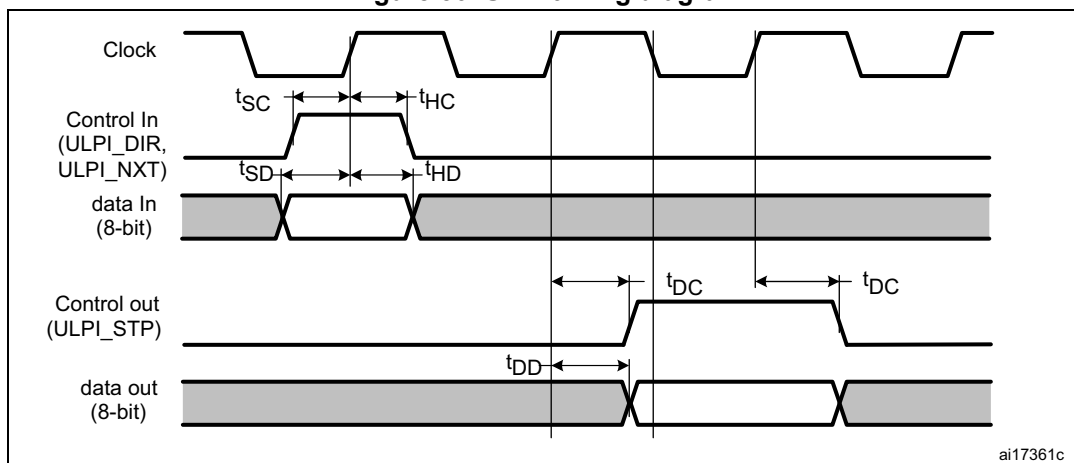 Clock
tSC
tHC
Control In
(ULPI_DIR,
ULPI_NXT)
tSD
tHD
data In
(8-bit)
tDC
tDC
Control out
(ULPI_STP)
tDD
data out
(8-bit)
ai17361c